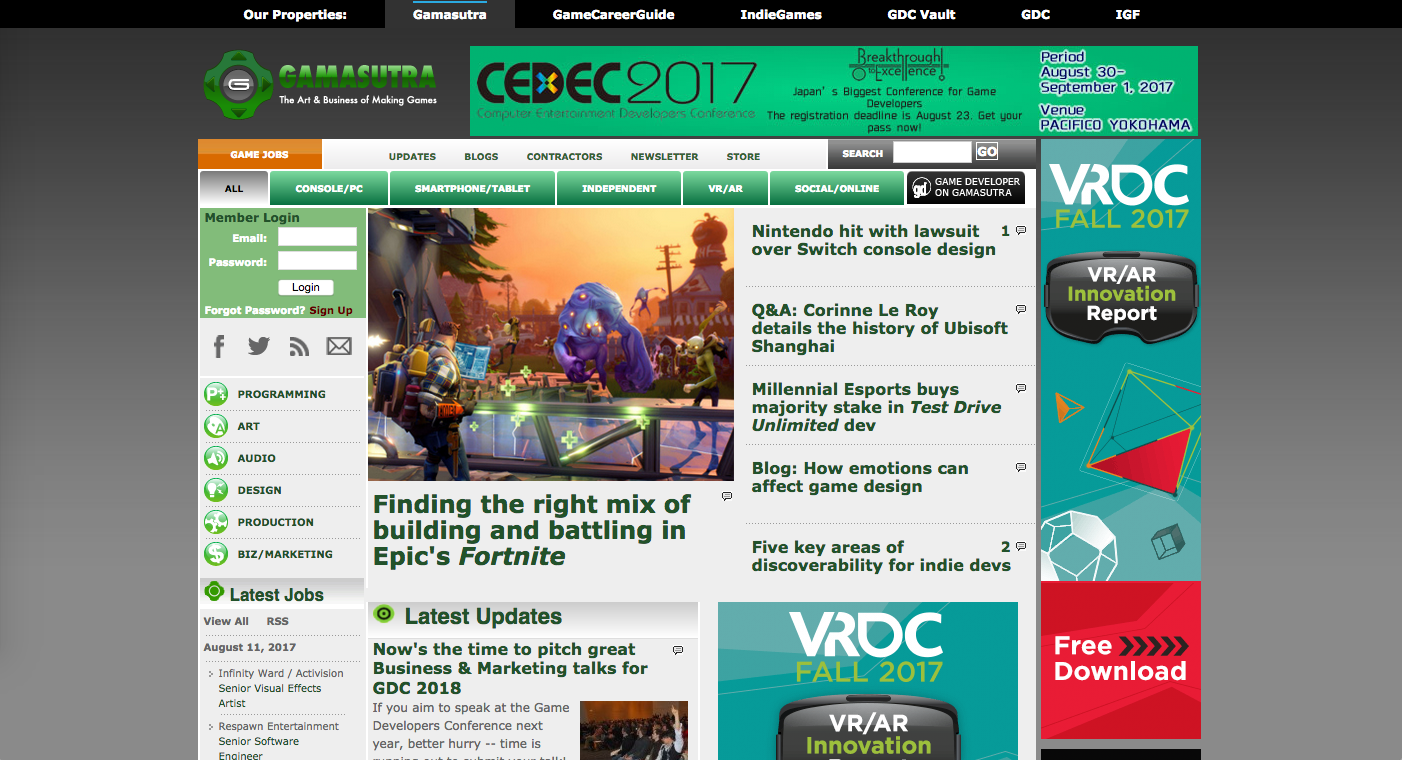 Our Properties: Gamasutra GameCareerGuide IndieGames GDC Vault GDC IGF
G
GAMASUTRA
The Art & Business of Making Games
CEDEC 2017
Computer Entertainment Developers Conference
Breakthrough
to Excellence
Japan's Biggest Conference for Game
Developers
The registration deadline is August 23. Get your
pass now!
Period
August 30-
September 1, 2017
Venue
PACIFICO YOKOHAMA
GAME JOBS UPDATES BLOGS CONTRACTORS NEWSLETTER STORE SEARCH GO
ALL CONSOLE/PC SMARTPHONE/TABLET INDEPENDENT VR/AR SOCIAL/ONLINE
gd GAME DEVELOPER
ON GAMASUTRA
Member Login
Email:
Password:
Login
Forgot Password? Sign Up
PROGRAMMING
ART
AUDIO
DESIGN
PRODUCTION
BIZ/MARKETING
Latest Jobs
View All RSS
August 11, 2017
Infinity Ward / Activision
Senior Visual Effects
Artist
Respawn Entertainment
Senior Software
Engineer
Finding the right mix of
building and battling in
Epic's Fortnite
Nintendo hit with lawsuit 1
over Switch console design
Q&A: Corinne Le Roy
details the history of Ubisoft
Shanghai
Millennial Esports buys
majority stake in Test Drive
Unlimited dev
Blog: How emotions can
affect game design
Five key areas of 2
discoverability for indie devs
Latest Updates
Now's the time to pitch great
Business & Marketing talks for
GDC 2018
If you aim to speak at the Game
Developers Conference next
year, better hurry -- time is
running out to submit your talk!
VRDC
FALL 2017
VR/AR
Innovation
VRDC
FALL 2017
VR/AR
Innovation
Report
Free
Download